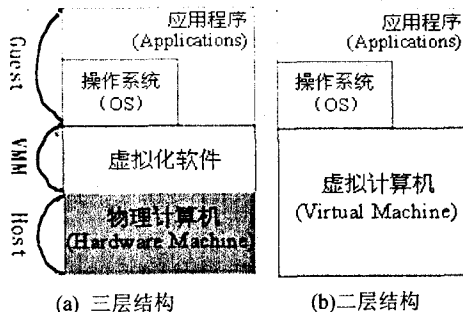 Guest
VMM
Host
应用程序
(Applications)
操作系统
(OS)
虚拟化软件
物理计算机
(Hardware Machine)
(a) 三层结构
应用程序
(Applications)
操作系统
(OS)
虚拟计算机
(Virtual Machine)
(b)二层结构